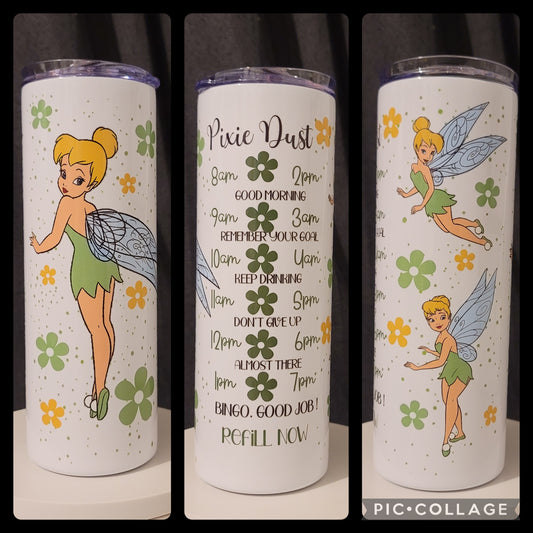 Pixie Dust
8am 2pm
GOOD MORNING
9am 3am
REMEMBER YOUR GOAL
10am 4am
KEEP DRINKING
11am 5pm
DON'T GIVE UP
12pm 6pm
ALMOST THERE
1pm 7pm
BINGO, GOOD JOB !
REFILL NOW
PIC•COLLAGE